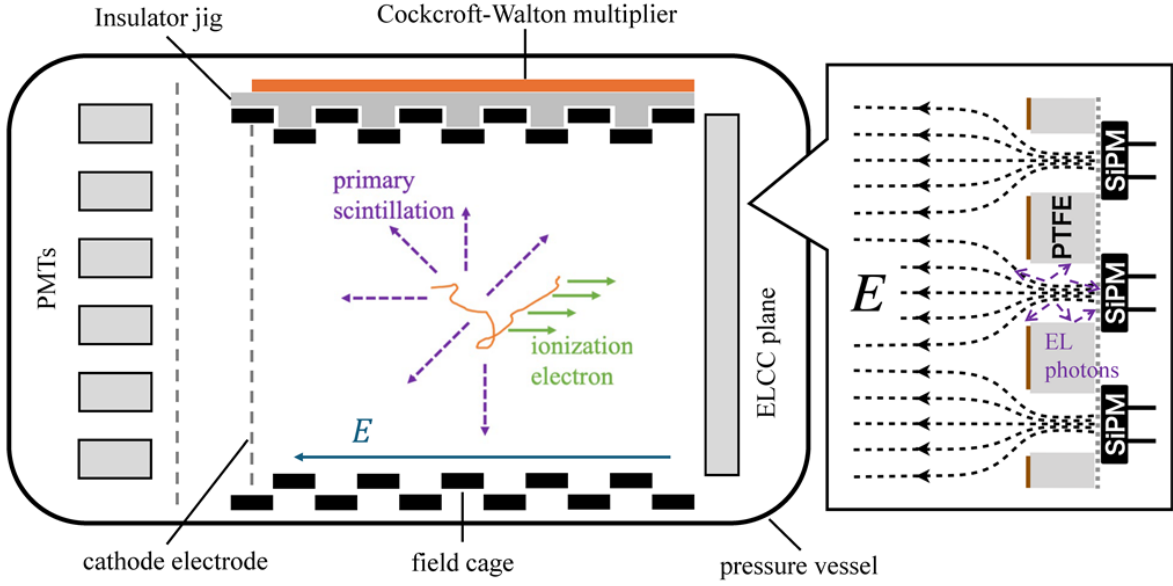 Insulator jig
Cockcroft-Walton multiplier
PMTs
primary
scintillation
ionization
electron
E
ELCC plane
cathode electrode
field cage
pressure vessel
E
PTFE
EL
photons
SiPM
SiPM
SiPM